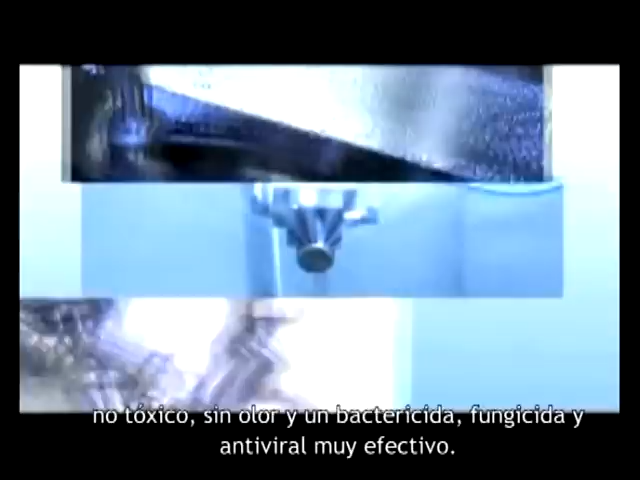 no tóxico, sin olor y un bactericida, fungicida y
antiviral muy efectivo.